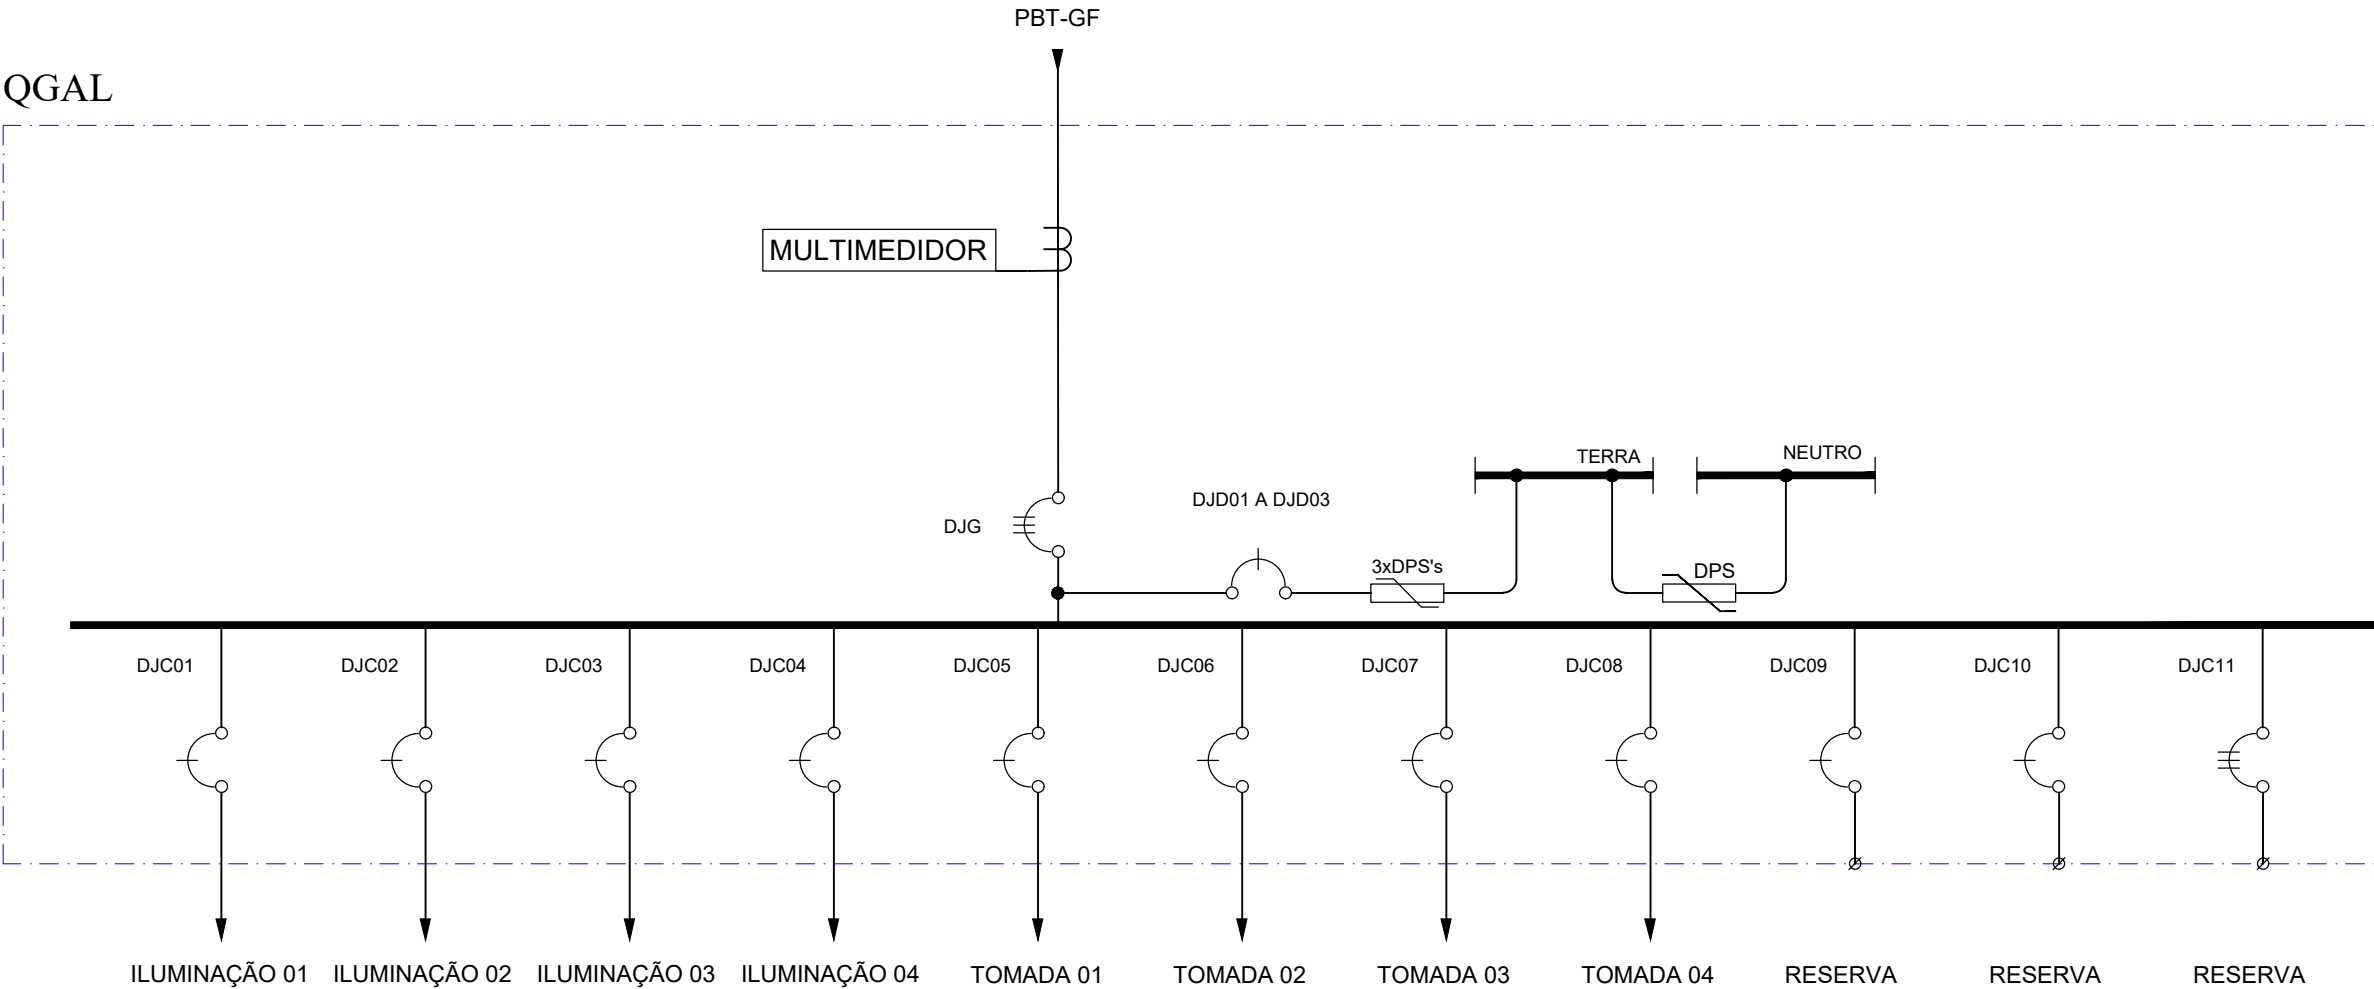 PBT-GF
QGAL
MULTIMEDIDOR
TERRA
NEUTRO
DJD01 A DJD03
DJG
3xDPS's
DPS
DJC01
DJC02
DJC03
DJC04
DJC05
DJC06
DJC07
DJC08
DJC09
DJC10
DJC11
ILUMINAÇÃO 01
ILUMINAÇÃO 02
ILUMINAÇÃO 03
ILUMINAÇÃO 04
TOMADA 01
TOMADA 02
TOMADA 03
TOMADA 04
RESERVA
RESERVA
RESERVA